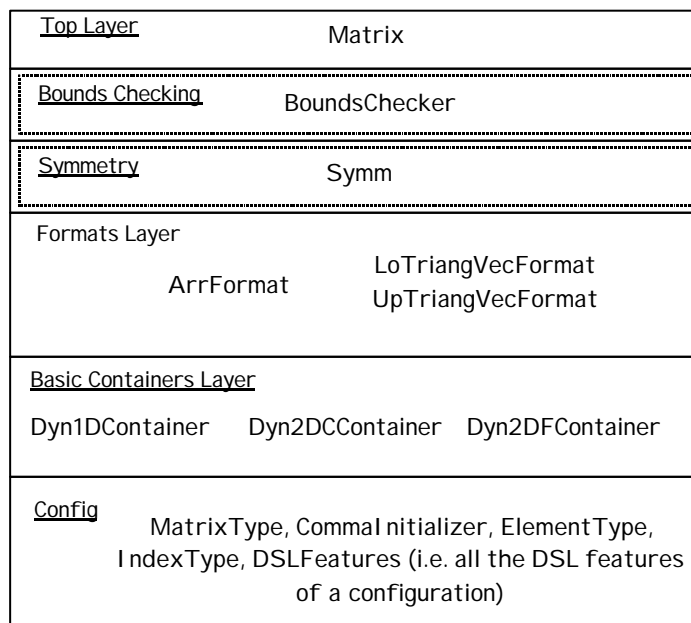 Top Layer
Matrix
Bounds Checking
BoundsChecker
Symmetry
Symm
Formats Layer
ArrFormat
LoTriangVecFormat
UpTriangVecFormat
Basic Containers Layer
Dyn1DContainer Dyn2DCContainer Dyn2DFContainer
Config
MatrixType, CommaInitializer, ElementType,
IndexType, DSLFeatures (i.e. all the DSL features
of a configuration)